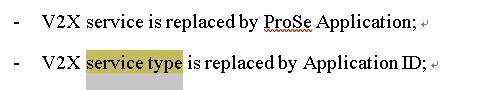 - V2X service is replaced by ProSe Application;
- V2X service type is replaced by Application ID;